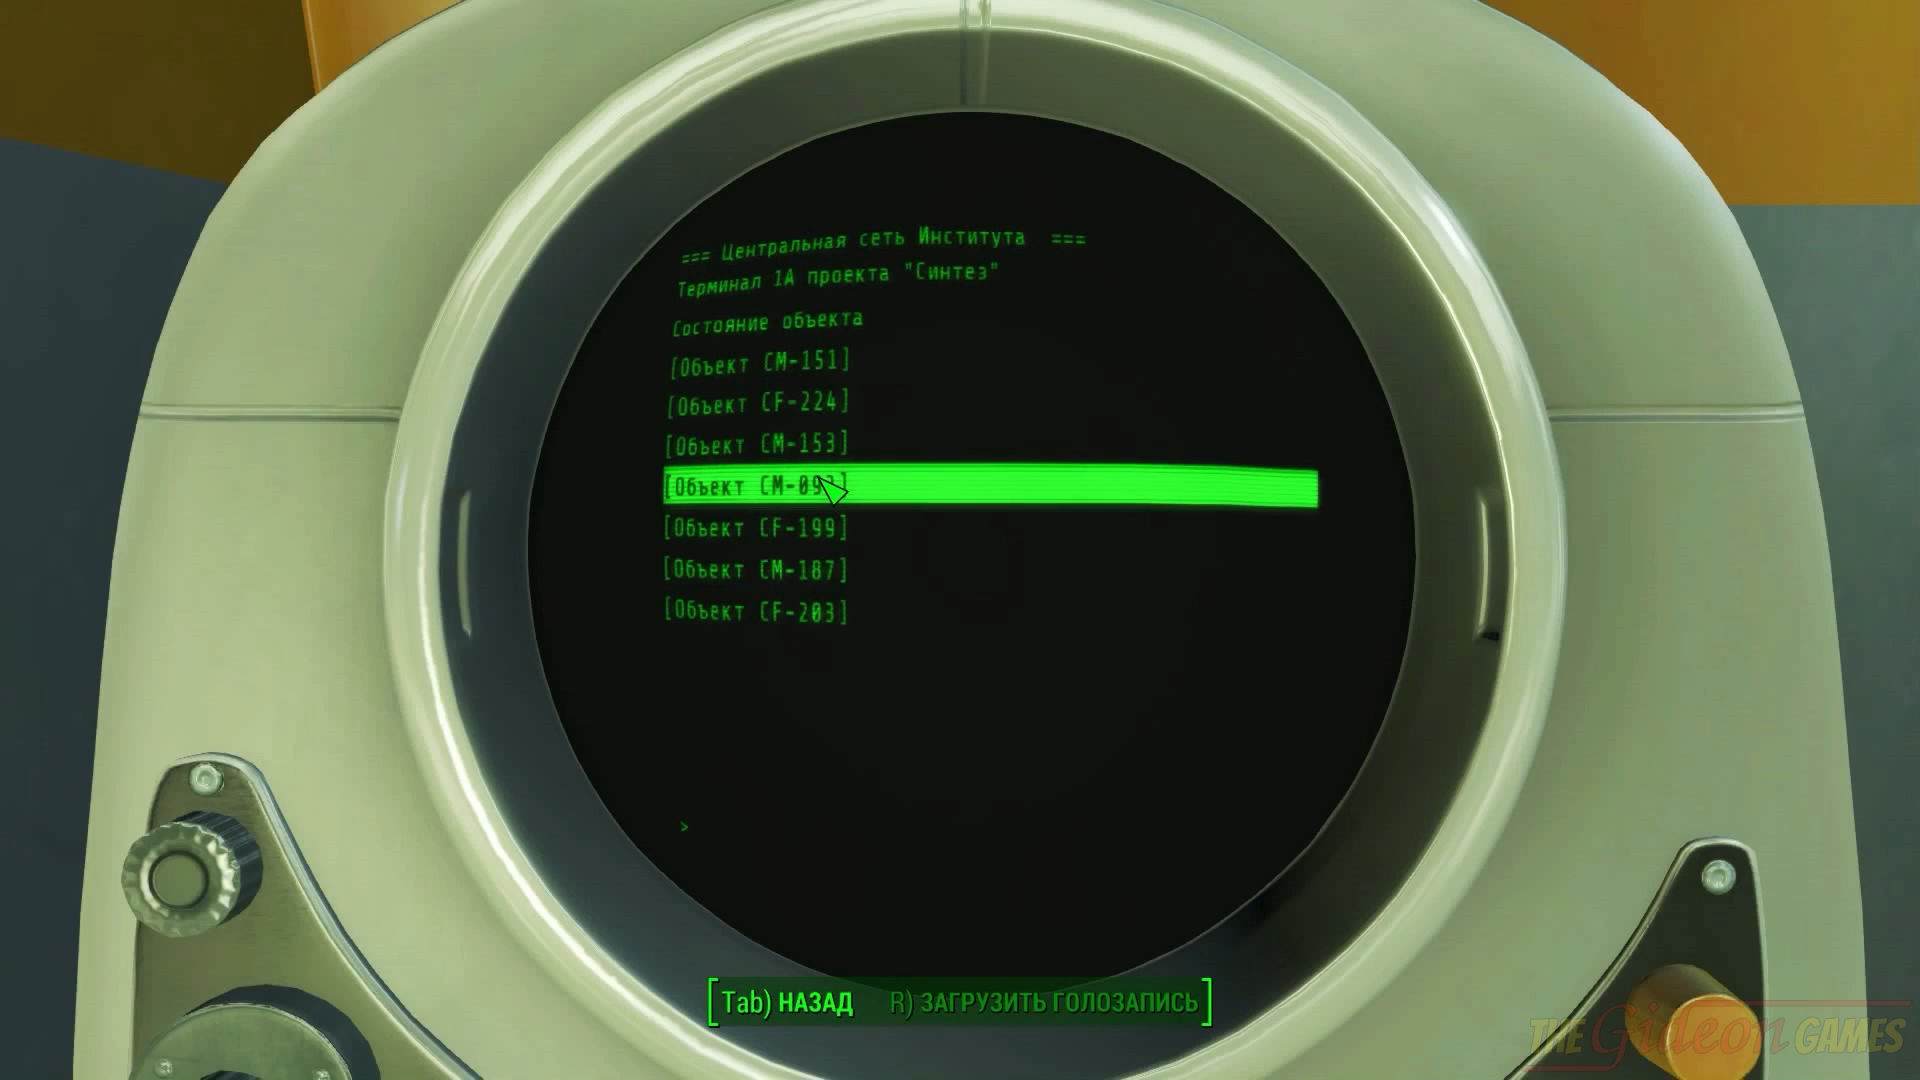 === Центральная сеть Института ===
Терминал 1А проекта "Синтез"
Состояние объекта
[Объект CM-151]
[Объект CF-224]
[Объект CM-153]
[Объект
[Объект CF-199]
[Объект CM-187]
[Объект CF-203]
>
[Tab) НАЗАД R) ЗАГРУЗИТЬ ГОЛОЗАПИСЬ]
THE Gideon GAMES